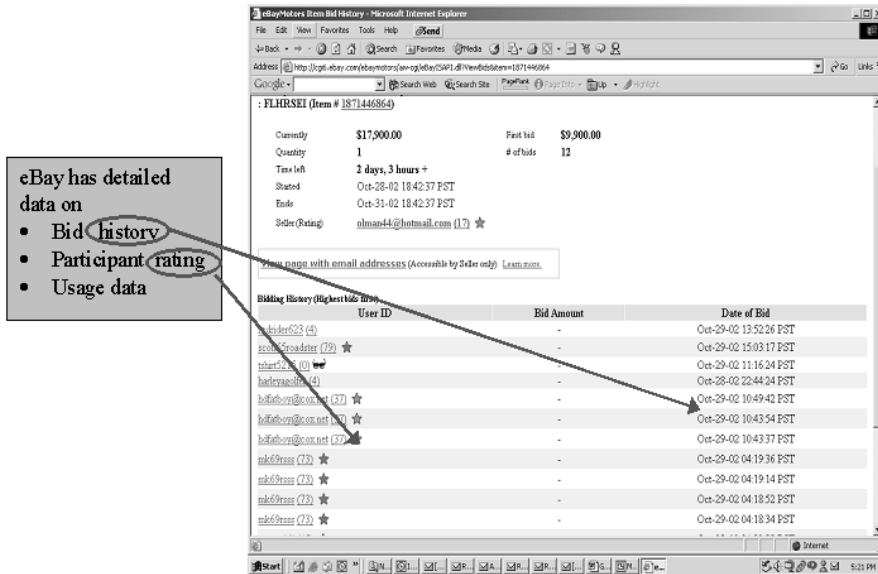 eBayMotors Item Bid History - Microsoft Internet Explorer
File Edit View Favorites Tools Help Send
Back Search Favorites Media
Address http://cgi6.ebay.com/ebaymotors/aw-cgi/eBayISAPI.dll?ViewBids&item=1871446864 Go Links
Google Search Web Search Site PageRank Page Info Up Highlight
: FLHRSEI (Item # 1871446864)
Currently $17,900.00 First bid $9,900.00
Quantity 1 # of bids 12
Time left 2 days, 3 hours +
Started Oct-28-02 18:42:37 PST
Ends Oct-31-02 18:42:37 PST
Seller (Rating) olman44@hotmail.com (17)
eBay has detailed
data on
• Bid history
• Participant rating
• Usage data
View page with email addresses (Accessible by Seller only) Learn more.
Bidding History (Highest bids first)
User ID Bid Amount Date of Bid
(4) - Oct-29-02 13:52:26 PST
(79) - Oct-29-02 15:03:17 PST
(0) - Oct-29-02 11:16:24 PST
(4) - Oct-28-02 22:44:24 PST
hdfatboy@cox.net (37) - Oct-29-02 10:49:42 PST
hdfatboy@cox.net - Oct-29-02 10:43:54 PST
hdfatboy@cox.net (37) - Oct-29-02 10:43:37 PST
mk69rsss (73) - Oct-29-02 04:19:36 PST
mk69rsss (73) - Oct-29-02 04:19:14 PST
mk69rsss (73) - Oct-29-02 04:18:52 PST
mk69rsss (73) - Oct-29-02 04:18:34 PST
Internet
Start 5:21 PM